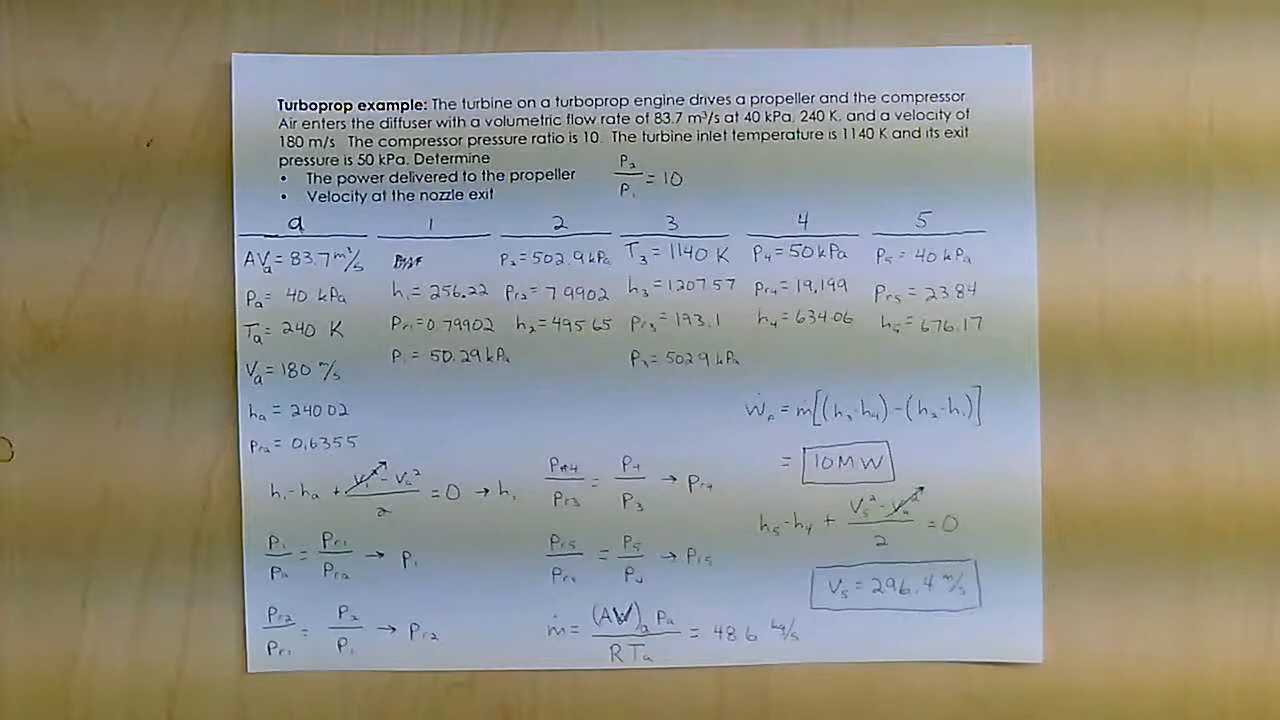 Turboprop example: The turbine on a turboprop engine drives a propeller and the compressor.
Air enters the diffuser with a volumetric flow rate of 83.7 m³/s at 40 kPa, 240 K, and a velocity of
180 m/s. The compressor pressure ratio is 10. The turbine inlet temperature is 1140 K and its exit
pressure is 50 kPa. Determine
• The power delivered to the propeller
• Velocity at the nozzle exit
P₂/P₁ = 10
a 1 2 3 4 5
AVₐ = 83.7 m³/s P₂ = 502.9 kPa T₃ = 1140 K P₄ = 50 kPa P₅ = 40 kPa
Pₐ = 40 kPa h₁ = 256.22 Pr₂ = 7.9902 h₃ = 1207.57 Pr₄ = 19.199 Pr₅ = 23.84
Tₐ = 240 K Pr₁ = 0.79902 h₂ = 495.65 Pr₃ = 193.1 h₄ = 634.06 h₅ = 676.17
Vₐ = 180 m/s P₁ = 50.29 kPa P₃ = 502.9 kPa
hₐ = 240.02
Prₐ = 0.6355
Ẇₚ = ṁ[(h₃-h₄)-(h₂-h₁)]
= 10 MW
h₁-hₐ + (V₁²-Vₐ²)/2 = 0 → h₁
Pr₄/Pr₃ = P₄/P₃ → Pr₄
h₅-h₄ + (V₅²-V₄²)/2 = 0
P₁/Pₐ = Pr₁/Prₐ → P₁
Pr₅/Pr₄ = P₅/P₄ → Pr₅
V₅ = 296.4 m/s
Pr₂/Pr₁ = P₂/P₁ → Pr₂
ṁ = (AV)ₐ Pₐ/RTₐ = 48.6 kg/s